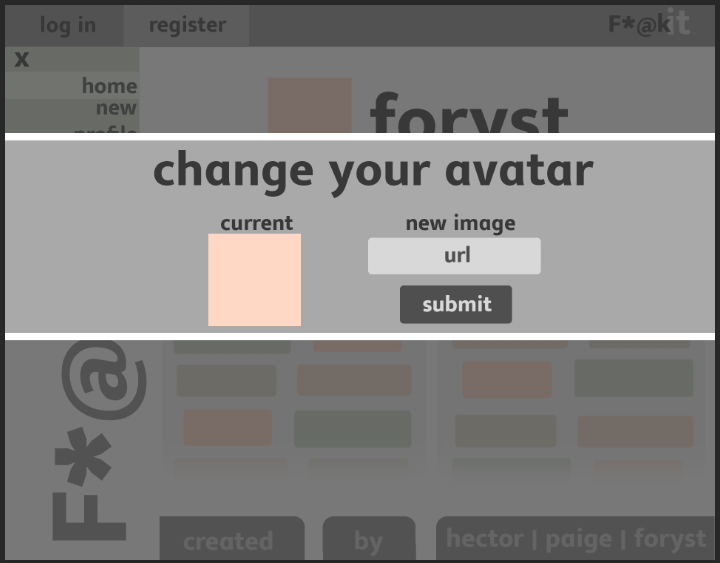 log in register F*@k it
x
home
new
profile
foryst
change your avatar
current new image
url
submit
F*@
created by hector | paige | foryst